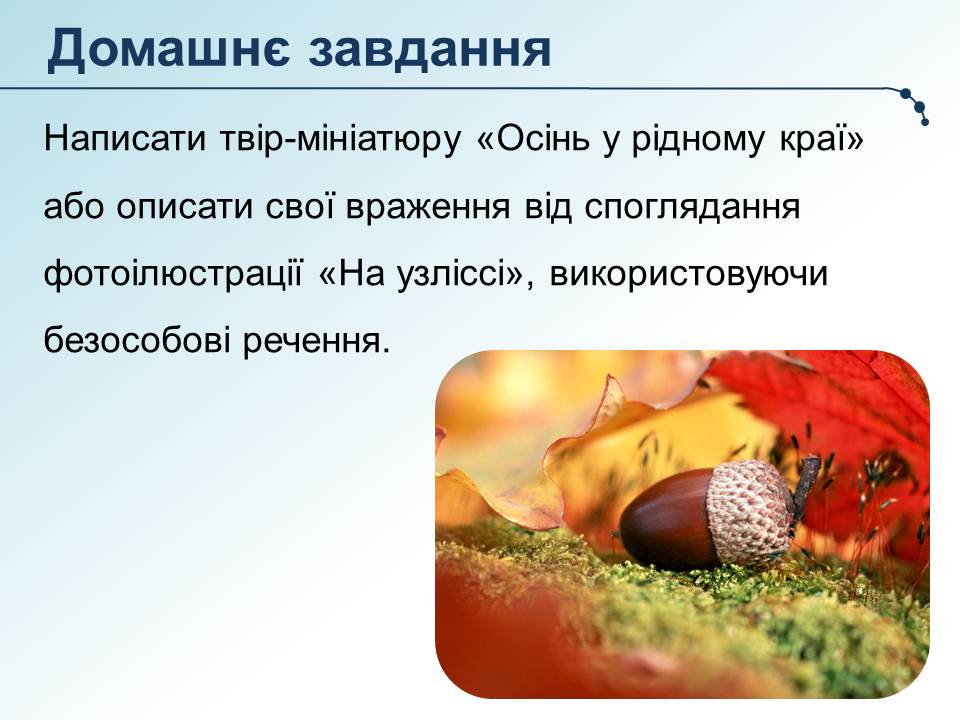 Домашнє завдання
Написати твір-мініатюру «Осінь у рідному краї»
або описати свої враження від споглядання
фотоілюстрації «На узліссі», використовуючи
безособові речення.